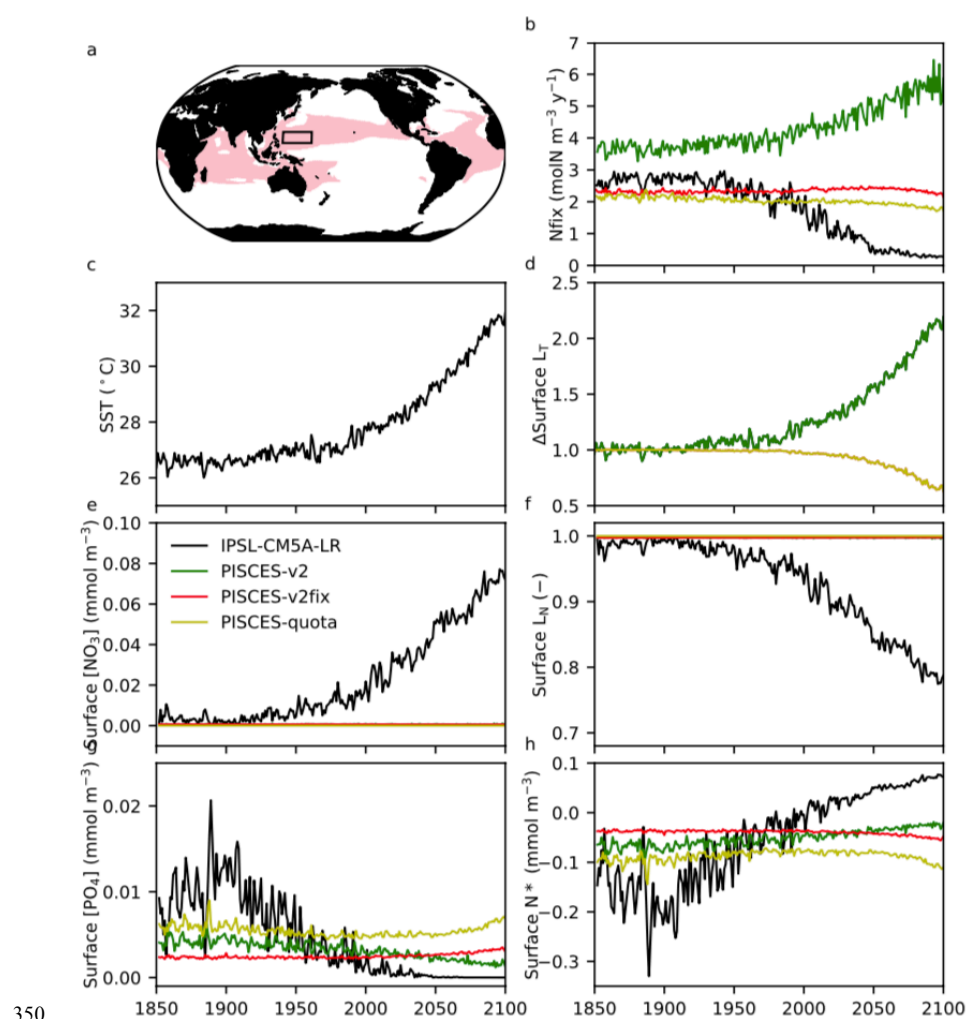 a
b
Nfix (molN m⁻³ y⁻¹)
7
6
5
4
3
2
1
0
c
SST (°C)
32
30
28
26
d
ΔSurface L_T
2.5
2.0
1.5
1.0
0.5
e
Surface [NO₃] (mmol m⁻³)
0.10
0.08
0.06
0.04
0.02
0.00
IPSL-CM5A-LR
PISCES-v2
PISCES-v2fix
PISCES-quota
f
Surface L_N (−)
1.0
0.9
0.8
0.7
Surface [PO₄] (mmol m⁻³)
0.02
0.01
0.00
1850 1900 1950 2000 2050 2100
h
Surface N* (mmol m⁻³)
0.1
0.0
−0.1
−0.2
−0.3
1850 1900 1950 2000 2050 2100
350